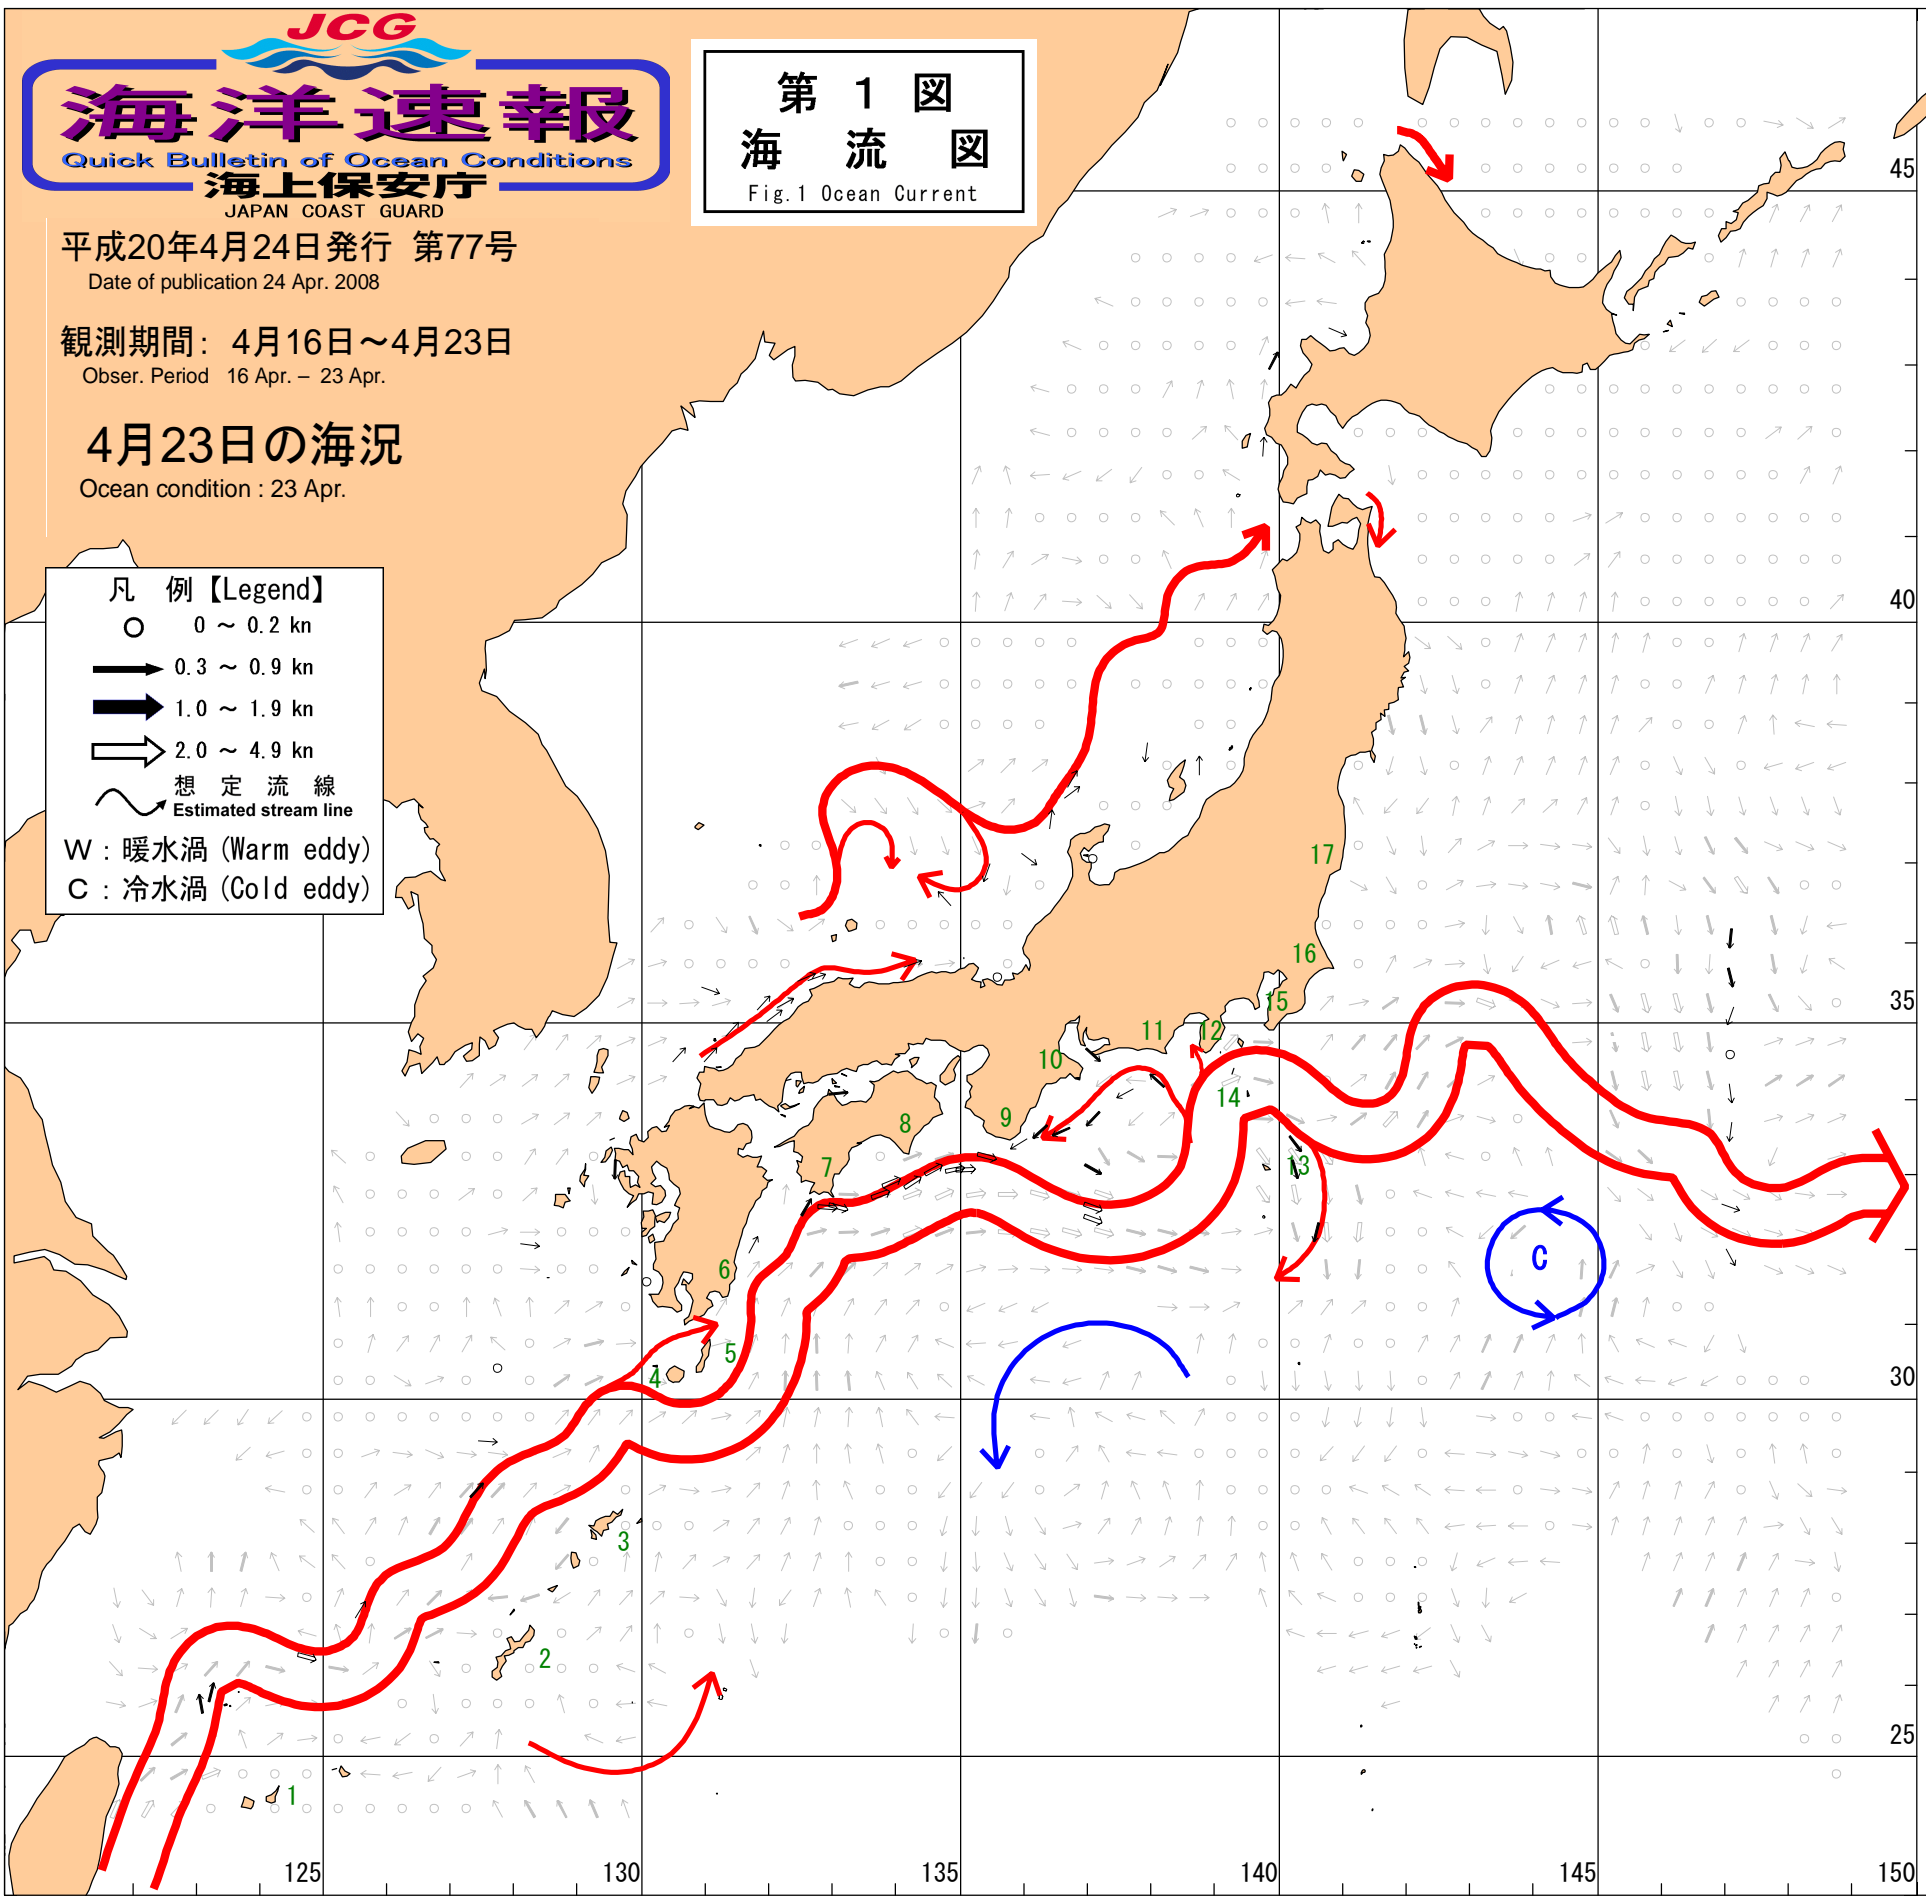 JCG
海洋速報
Quick Bulletin of Ocean Conditions
海上保安庁
JAPAN COAST GUARD
平成20年4月24日発行 第77号
Date of publication 24 Apr. 2008
観測期間: 4月16日～4月23日
Obser. Period 16 Apr. – 23 Apr.
4月23日の海況
Ocean condition : 23 Apr.
第 1 図
海 流 図
Fig.1 Ocean Current
凡 例【Legend】
0 ～ 0.2 kn
0.3 ～ 0.9 kn
1.0 ～ 1.9 kn
2.0 ～ 4.9 kn
想 定 流 線
Estimated stream line
W : 暖水渦 (Warm eddy)
C : 冷水渦 (Cold eddy)
45
40
17
16
35
15
12
11
10
14
9
8
7
13
6
C
5
4
30
3
2
25
1
125
130
135
140
145
150